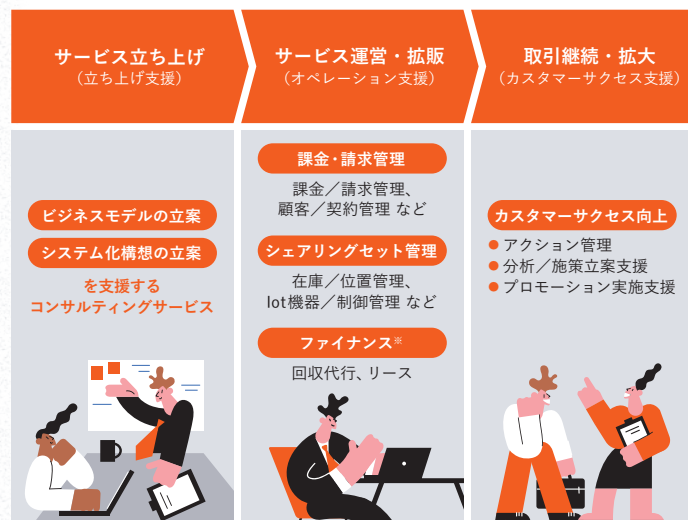 サービス立ち上げ
（立ち上げ支援）
サービス運営・拡販
（オペレーション支援）
取引継続・拡大
（カスタマーサクセス支援）
ビジネスモデルの立案
システム化構想の立案
を支援する
コンサルティングサービス
課金・請求管理
課金／請求管理、
顧客／契約管理 など
シェアリングセット管理
在庫／位置管理、
Iot機器／制御管理 など
ファイナンス※
回収代行、リース
カスタマーサクセス向上
● アクション管理
● 分析／施策立案支援
● プロモーション実施支援